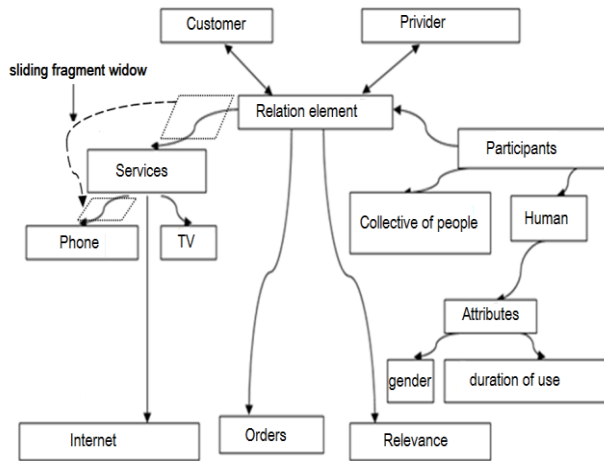 Customer
Privider
sliding fragment widow
Relation element
Participants
Services
Collective of people
Human
Phone
TV
Attributes
gender
duration of use
Internet
Orders
Relevance